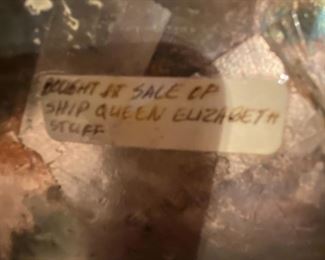 BOUGHT AT SALE OF
SHIP QUEEN ELIZABETH
STUFF